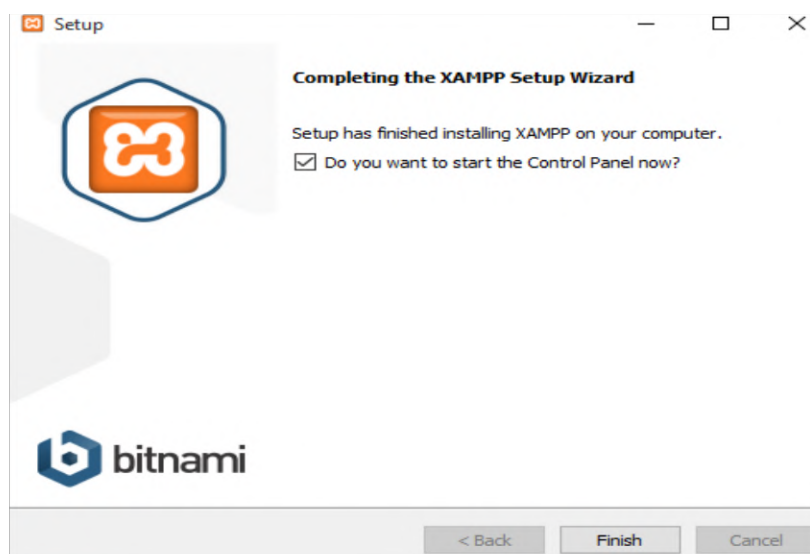 Setup
Completing the XAMPP Setup Wizard
Setup has finished installing XAMPP on your computer.
Do you want to start the Control Panel now?
bitnami
< Back
Finish
Cancel